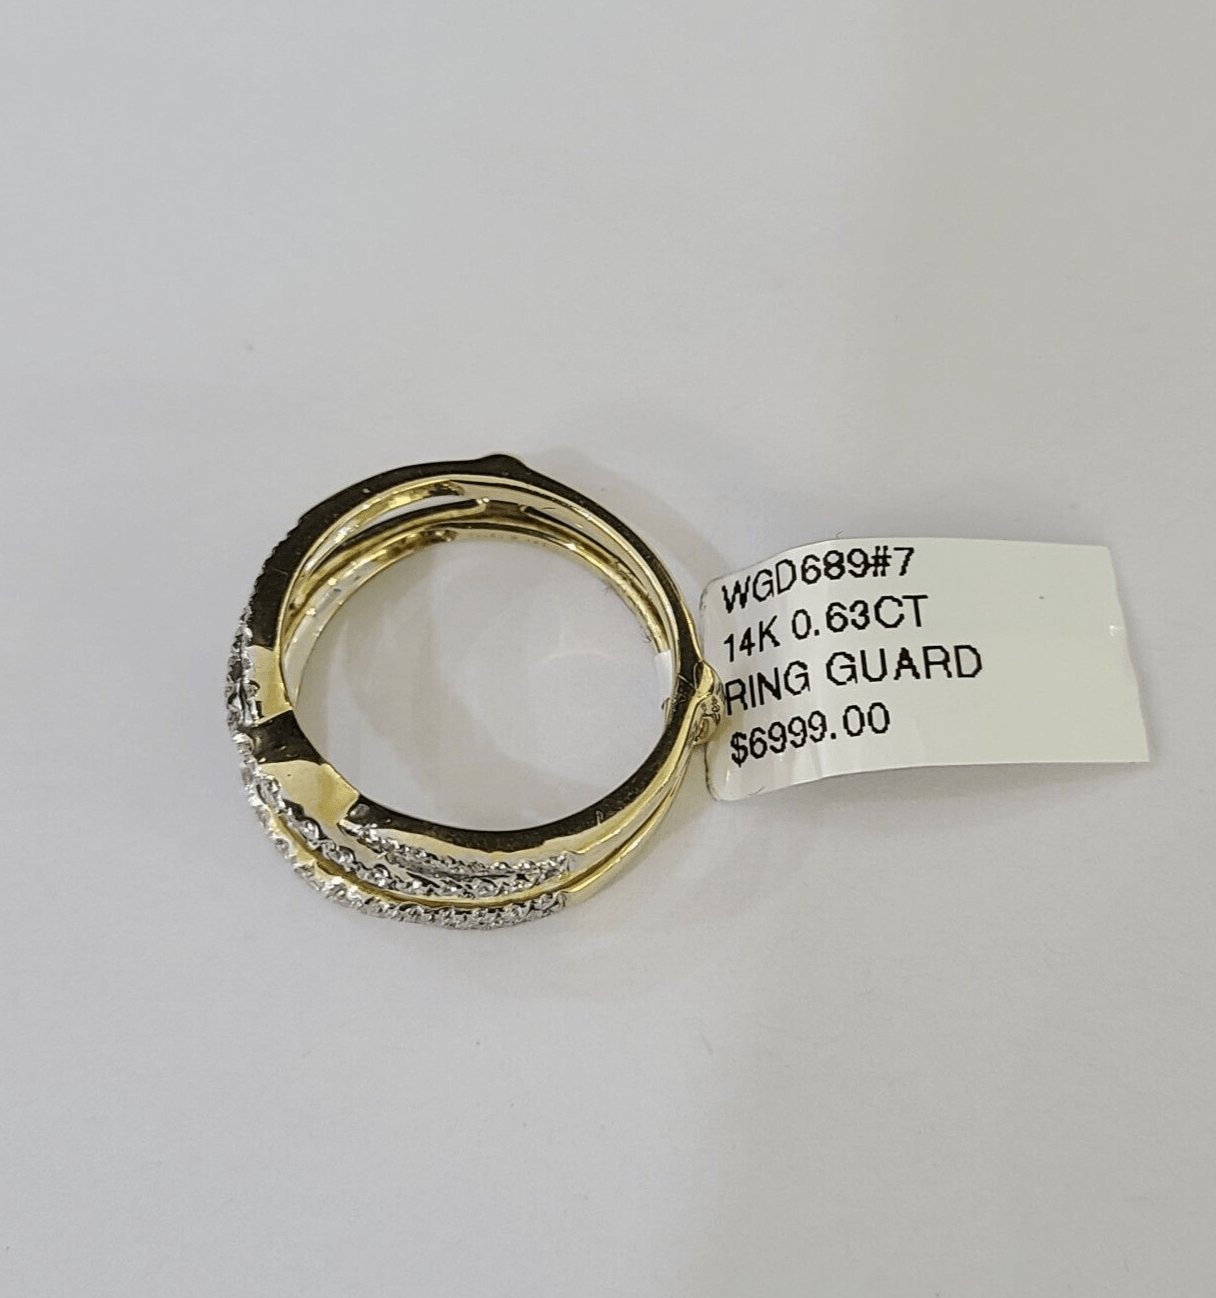 WGD689#7
14K 0.63CT
RING GUARD
$6999.00